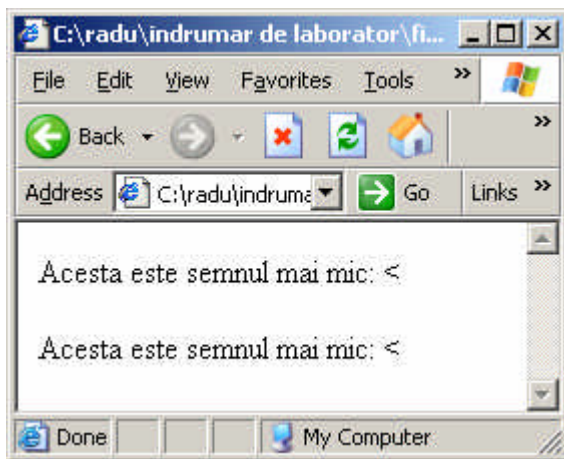 C:\radu\indrumar de laborator\fi...
File Edit View Favorites Tools »
Back »
Address C:\radu\indruma Go Links »
Acesta este semnul mai mic: <
Acesta este semnul mai mic: <
Done My Computer